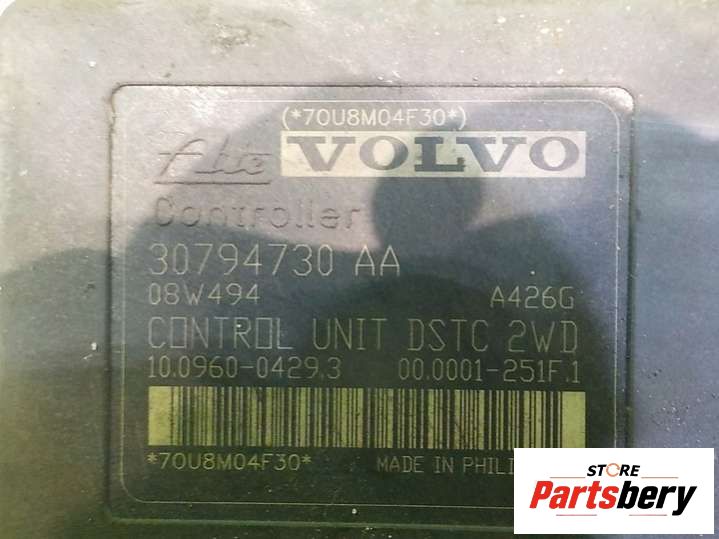 (*70U8M04F30*)
Ate VOLVO
Controller
30794730 AA
08W494 A426G
CONTROL UNIT DSTC 2WD
10.0960-0429.3 00.0001-251F.1
*70U8M04F30* MADE IN PHILI
STORE
Partsbery